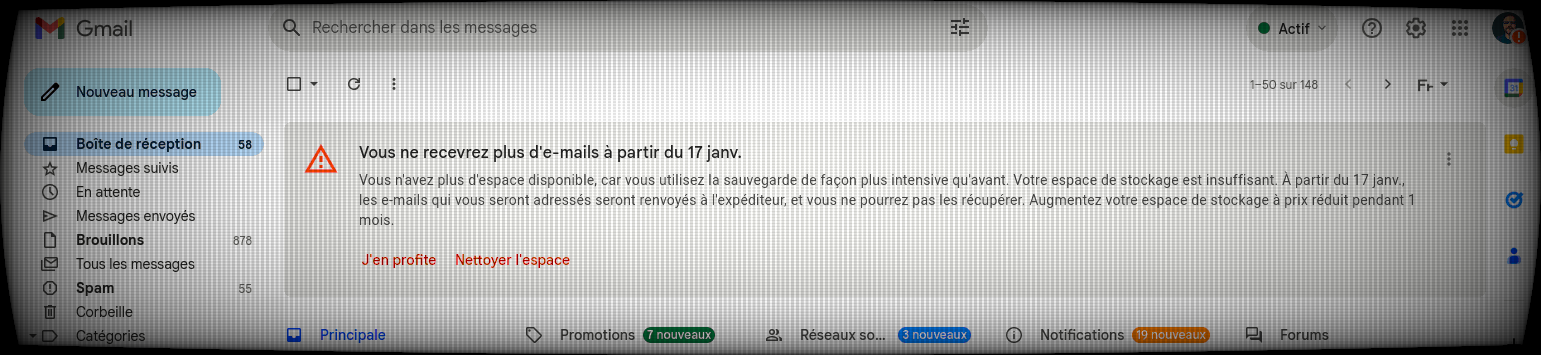 Gmail
Rechercher dans les messages
Actif
Nouveau message
1–50 sur 148
Boîte de réception 58
Messages suivis
En attente
Messages envoyés
Brouillons 878
Tous les messages
Spam 55
Corbeille
Catégories
Vous ne recevrez plus d'e-mails à partir du 17 janv.
Vous n'avez plus d'espace disponible, car vous utilisez la sauvegarde de façon plus intensive qu'avant. Votre espace de stockage est insuffisant. À partir du 17 janv.,
les e-mails qui vous seront adressés seront renvoyés à l'expéditeur, et vous ne pourrez pas les récupérer. Augmentez votre espace de stockage à prix réduit pendant 1
mois.
J'en profite Nettoyer l'espace
Principale
Promotions 7 nouveaux
Réseaux so... 3 nouveaux
Notifications 19 nouveaux
Forums
31